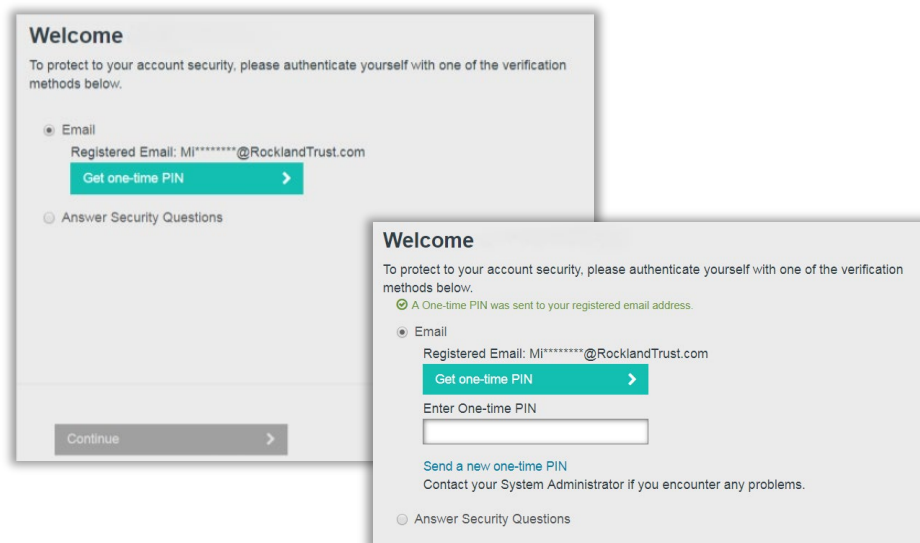 Welcome
To protect to your account security, please authenticate yourself with one of the verification
methods below.
Email
Registered Email: Mi********@RocklandTrust.com
Get one-time PIN
Answer Security Questions
Continue
Welcome
To protect to your account security, please authenticate yourself with one of the verification
methods below.
A One-time PIN was sent to your registered email address.
Email
Registered Email: Mi********@RocklandTrust.com
Get one-time PIN
Enter One-time PIN
Send a new one-time PIN
Contact your System Administrator if you encounter any problems.
Answer Security Questions